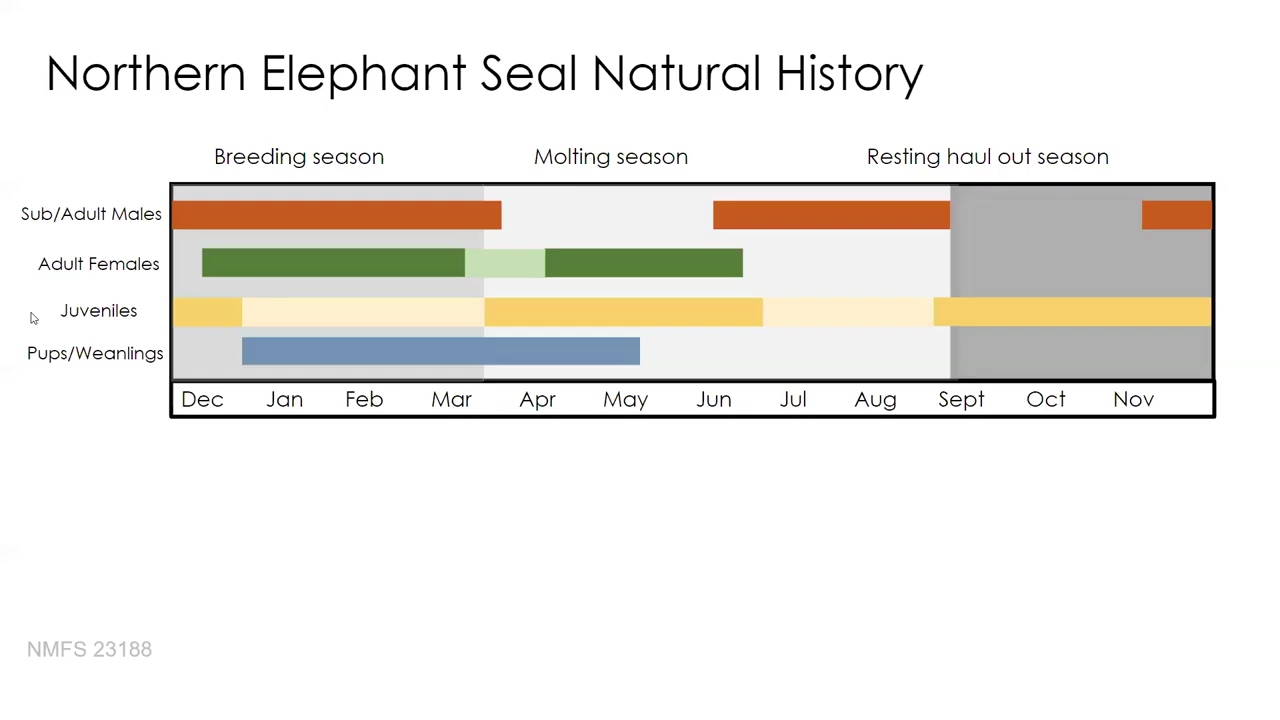 Northern Elephant Seal Natural History
Breeding season Molting season Resting haul out season
Sub/Adult Males
Adult Females
Juveniles
Pups/Weanlings
Dec Jan Feb Mar Apr May Jun Jul Aug Sept Oct Nov
NMFS 23188